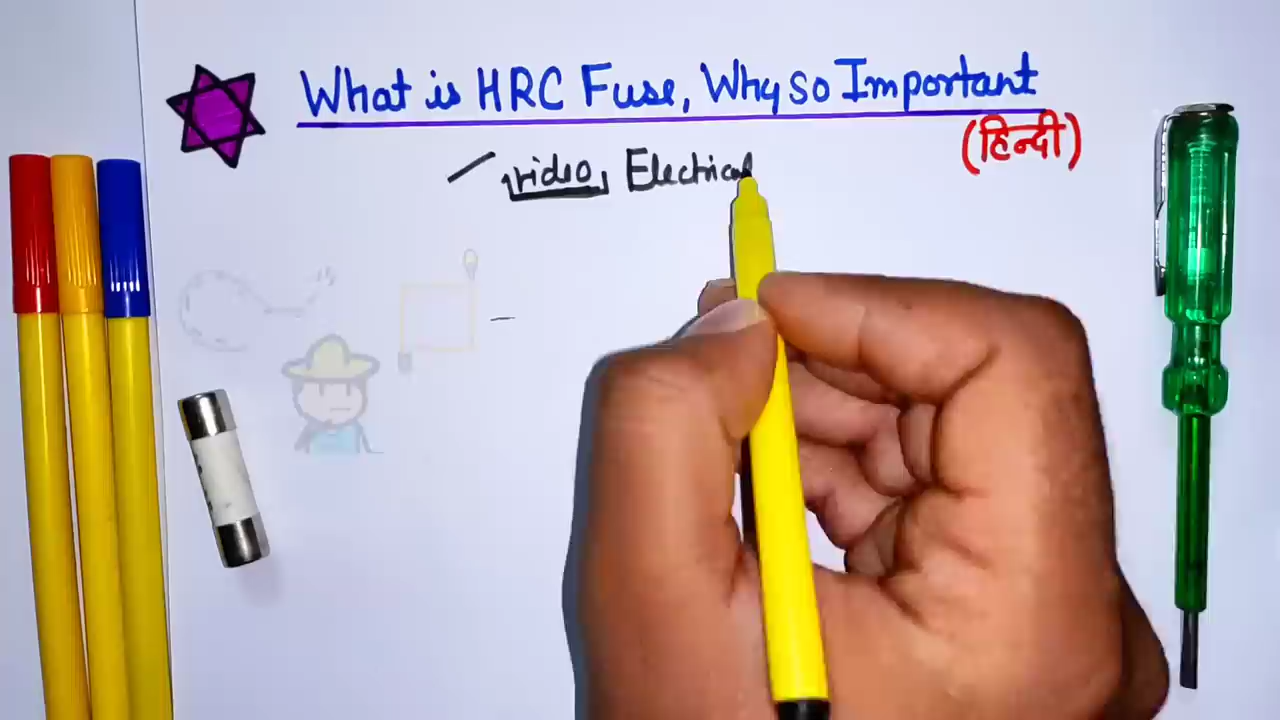 What is HRC Fuse, Why so Important
(हिन्दी)
video, Electrical